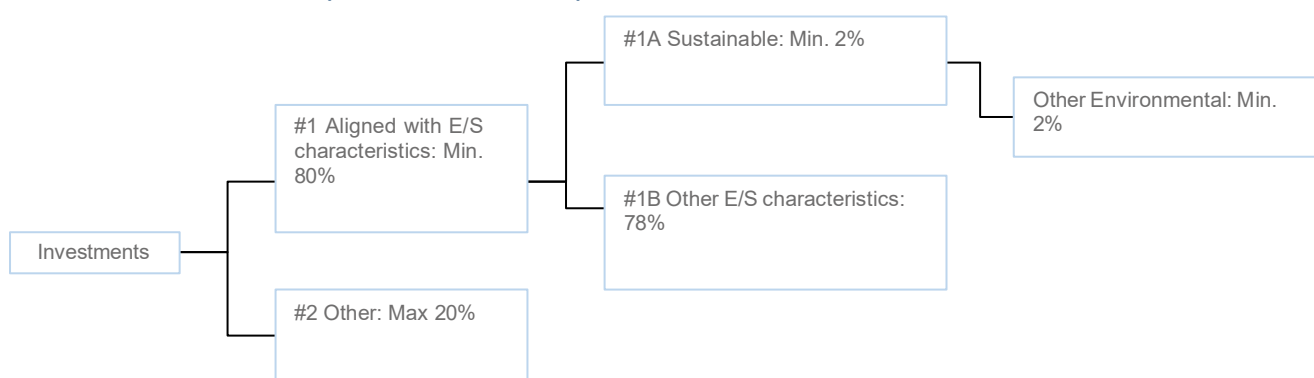 #1A Sustainable: Min. 2%
Other Environmental: Min.
2%
#1 Aligned with E/S
characteristics: Min.
80%
#1B Other E/S characteristics:
78%
Investments
#2 Other: Max 20%